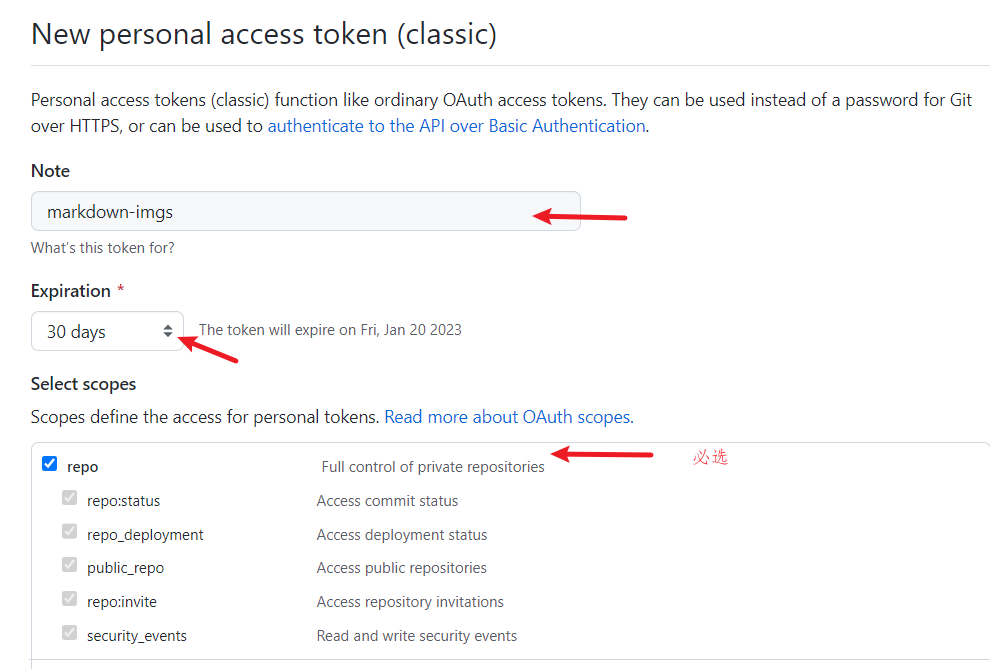 New personal access token (classic)
Personal access tokens (classic) function like ordinary OAuth access tokens. They can be used instead of a password for Git
over HTTPS, or can be used to authenticate to the API over Basic Authentication.
Note
markdown-imgs
What's this token for?
Expiration *
30 days The token will expire on Fri, Jan 20 2023
Select scopes
Scopes define the access for personal tokens. Read more about OAuth scopes.
repo Full control of private repositories 必选
repo:status Access commit status
repo_deployment Access deployment status
public_repo Access public repositories
repo:invite Access repository invitations
security_events Read and write security events